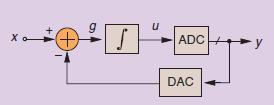 g u
x + ∫ ADC y
−
DAC